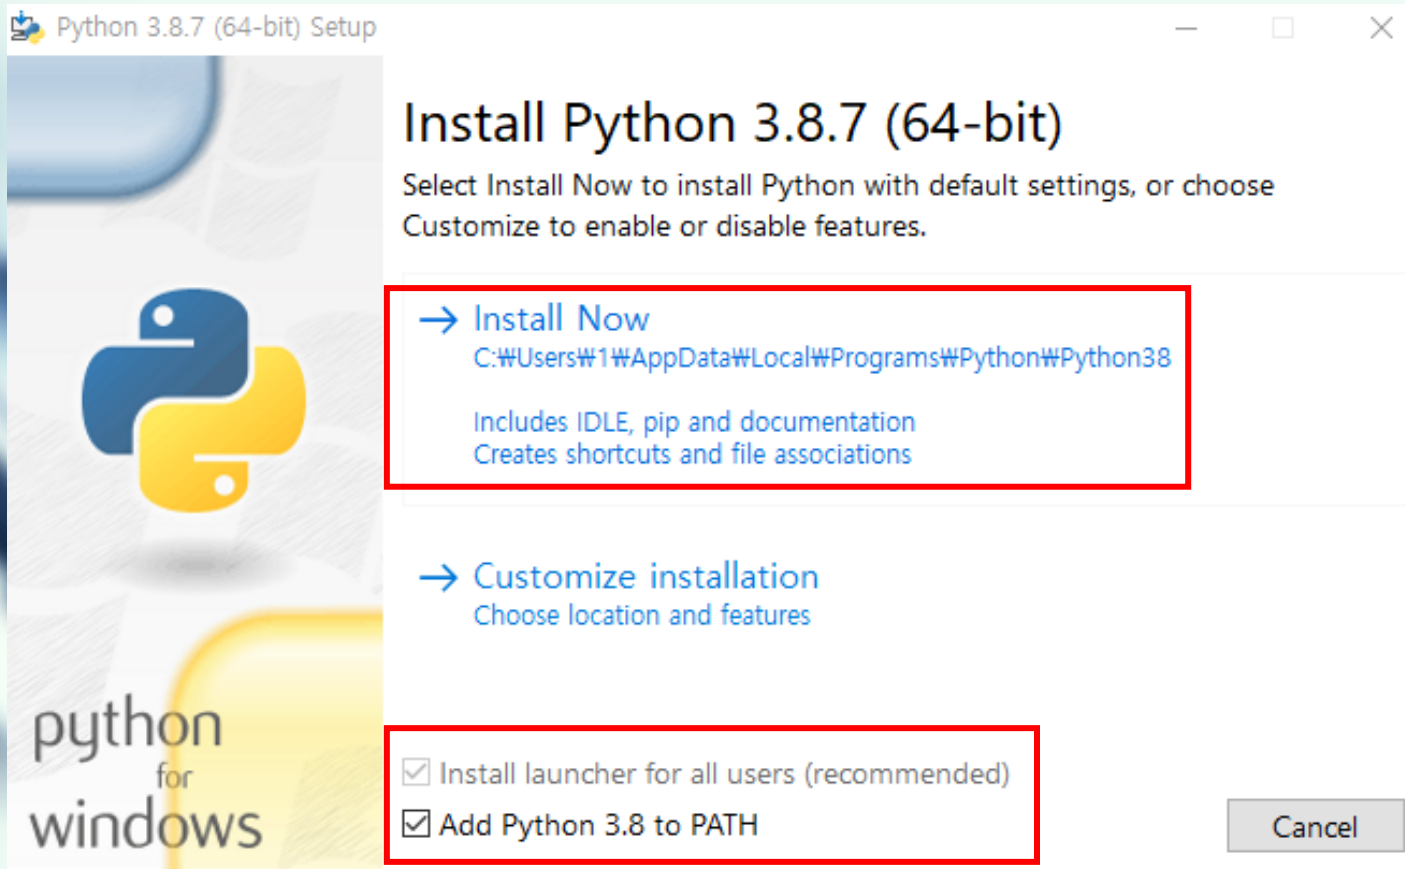 Python 3.8.7 (64-bit) Setup
Install Python 3.8.7 (64-bit)
Select Install Now to install Python with default settings, or choose
Customize to enable or disable features.
→ Install Now
C:₩Users₩1₩AppData₩Local₩Programs₩Python₩Python38
Includes IDLE, pip and documentation
Creates shortcuts and file associations
→ Customize installation
Choose location and features
python
for
windows
Install launcher for all users (recommended)
Add Python 3.8 to PATH
Cancel